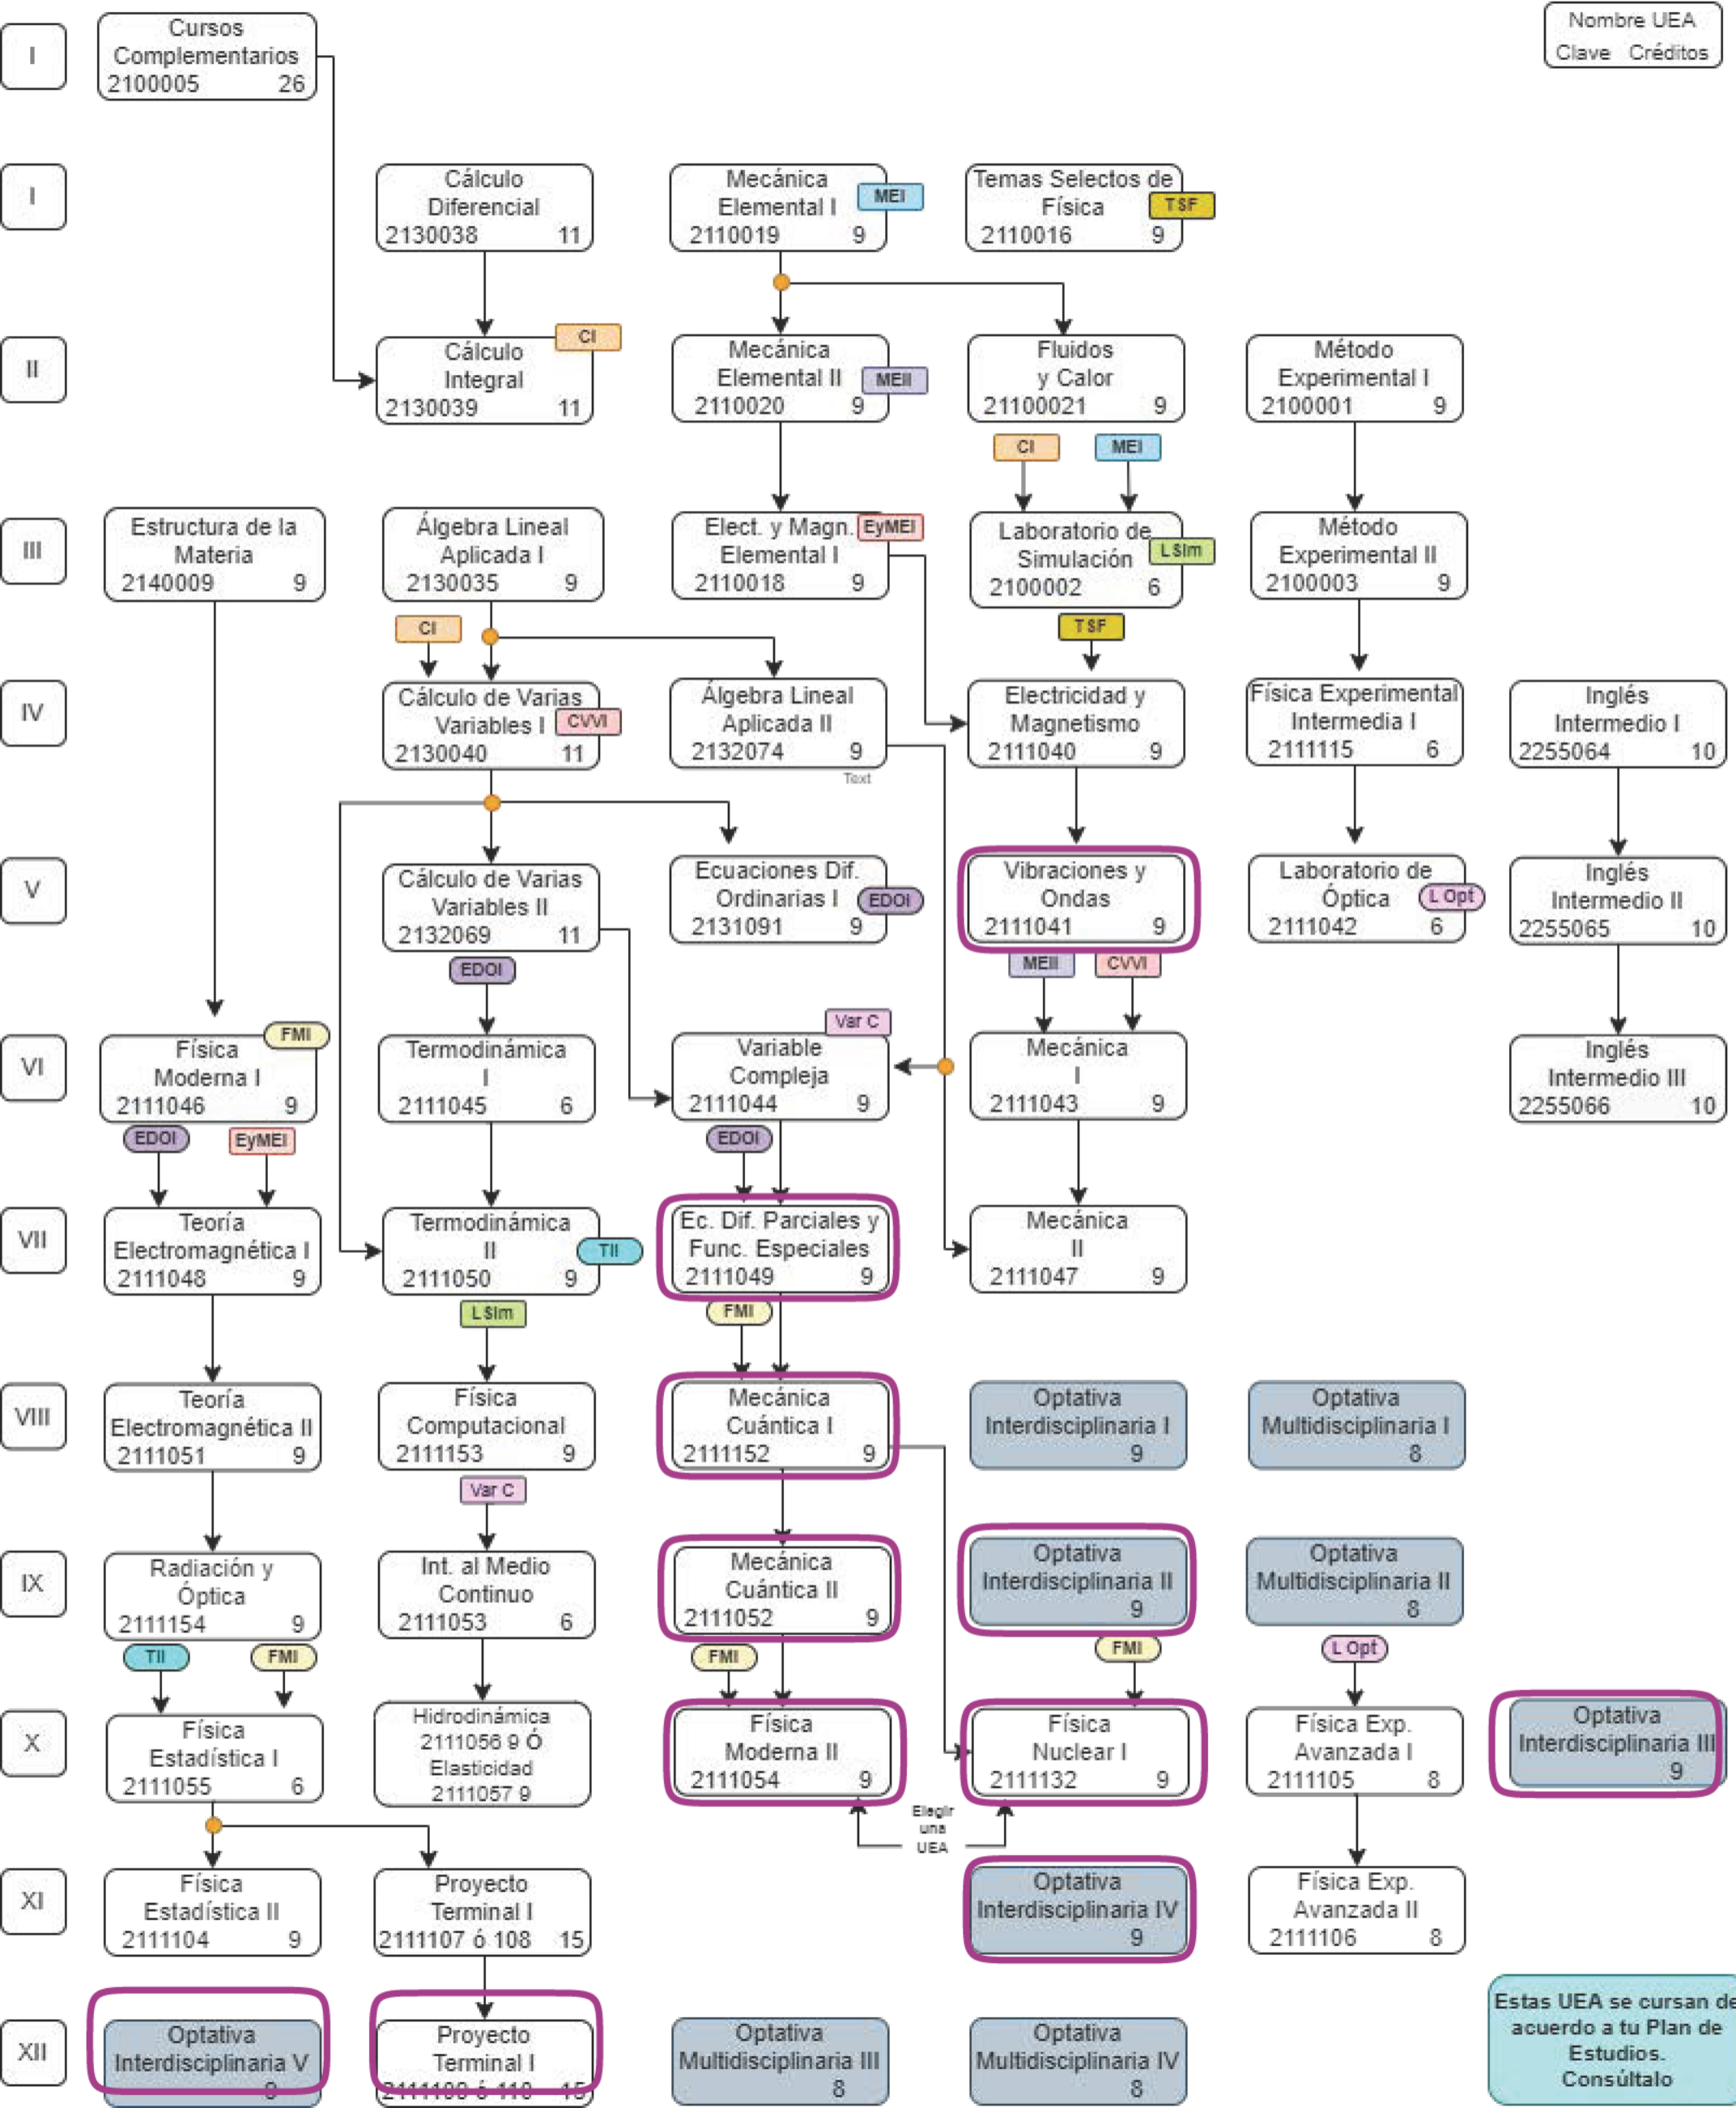 Nombre UEA
Clave Créditos
I
Cursos
Complementarios
2100005 26
I
Cálculo
Diferencial
2130038 11
Mecánica
Elemental I
2110019 9
MEI
Temas Selectos de
Física
2110016 9
TSF
II
Cálculo
Integral
2130039 11
CI
Mecánica
Elemental II
2110020 9
MEII
Fluidos
y Calor
21100021 9
Método
Experimental I
2100001 9
CI
MEI
III
Estructura de la
Materia
2140009 9
Álgebra Lineal
Aplicada I
2130035 9
Elect. y Magn.
Elemental I
2110018 9
EyMEI
Laboratorio de
Simulación
2100002 6
LSim
Método
Experimental II
2100003 9
CI
TSF
IV
Cálculo de Varias
Variables I
2130040 11
CVVI
Álgebra Lineal
Aplicada II
2132074 9
Text
Electricidad y
Magnetismo
2111040 9
Física Experimental
Intermedia I
2111115 6
Inglés
Intermedio I
2255064 10
V
Cálculo de Varias
Variables II
2132069 11
Ecuaciones Dif.
Ordinarias I
2131091 9
EDOI
Vibraciones y
Ondas
2111041 9
Laboratorio de
Óptica
2111042 6
L Opt
Inglés
Intermedio II
2255065 10
EDOI
MEII
CVVI
VI
Física
Moderna I
2111046 9
FMI
Termodinámica
I
2111045 6
Variable
Compleja
2111044 9
Var C
Mecánica
I
2111043 9
Inglés
Intermedio III
2255066 10
EDOI
EyMEI
EDOI
VII
Teoría
Electromagnética I
2111048 9
Termodinámica
II
2111050 9
TII
Ec. Dif. Parciales y
Func. Especiales
2111049 9
Mecánica
II
2111047 9
LSim
FMI
VIII
Teoría
Electromagnética II
2111051 9
Física
Computacional
2111153 9
Mecánica
Cuántica I
2111152 9
Optativa
Interdisciplinaria I
9
Optativa
Multidisciplinaria I
8
Var C
IX
Radiación y
Óptica
2111154 9
Int. al Medio
Continuo
2111053 6
Mecánica
Cuántica II
2111052 9
Optativa
Interdisciplinaria II
9
Optativa
Multidisciplinaria II
8
TII
FMI
FMI
FMI
L Opt
X
Física
Estadística I
2111055 6
Hidrodinámica
2111056 9 Ó
Elasticidad
2111057 9
Física
Moderna II
2111054 9
Física
Nuclear I
2111132 9
Física Exp.
Avanzada I
2111105 8
Optativa
Interdisciplinaria III
9
Elegir
una
UEA
XI
Física
Estadística II
2111104 9
Proyecto
Terminal I
2111107 ó 108 15
Optativa
Interdisciplinaria IV
9
Física Exp.
Avanzada II
2111106 8
XII
Optativa
Interdisciplinaria V
9
Proyecto
Terminal I
2111109 ó 110 15
Optativa
Multidisciplinaria III
8
Optativa
Multidisciplinaria IV
8
Estas UEA se cursan de
acuerdo a tu Plan de
Estudios.
Consúltalo